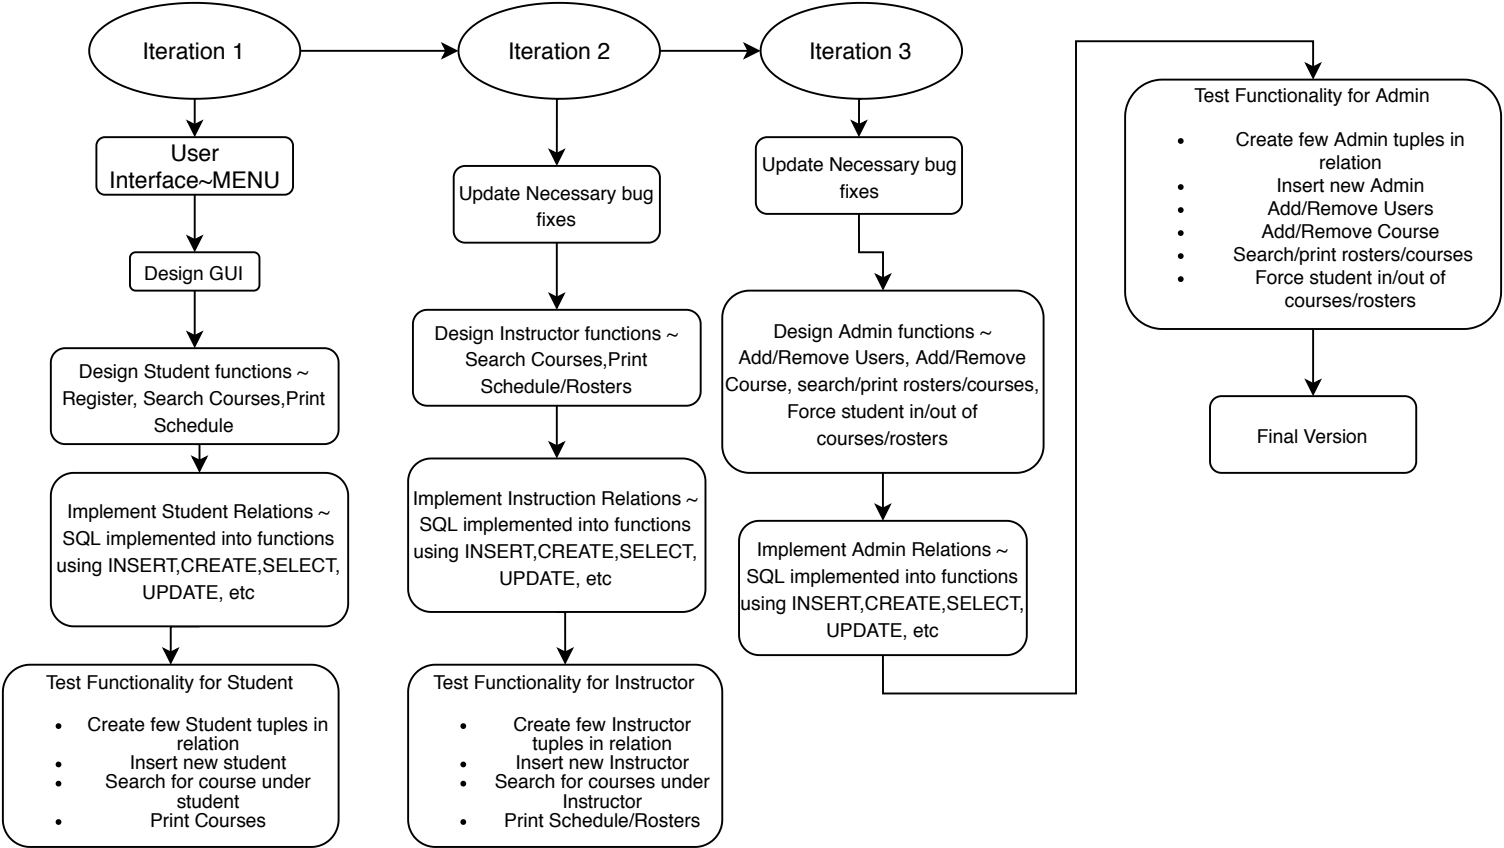 Iteration 1
Iteration 2
Iteration 3
User
Interface~MENU
Design GUI
Design Student functions ~
Register, Search Courses,Print
Schedule
Implement Student Relations ~
SQL implemented into functions
using INSERT,CREATE,SELECT,
UPDATE, etc
Test Functionality for Student
• Create few Student tuples in
relation
• Insert new student
• Search for course under
student
• Print Courses
Update Necessary bug
fixes
Design Instructor functions ~
Search Courses,Print
Schedule/Rosters
Implement Instruction Relations ~
SQL implemented into functions
using INSERT,CREATE,SELECT,
UPDATE, etc
Test Functionality for Instructor
• Create few Instructor
tuples in relation
• Insert new Instructor
• Search for courses under
Instructor
• Print Schedule/Rosters
Update Necessary bug
fixes
Design Admin functions ~
Add/Remove Users, Add/Remove
Course, search/print rosters/courses,
Force student in/out of
courses/rosters
Implement Admin Relations ~
SQL implemented into functions
using INSERT,CREATE,SELECT,
UPDATE, etc
Test Functionality for Admin
• Create few Admin tuples in
relation
• Insert new Admin
• Add/Remove Users
• Add/Remove Course
• Search/print rosters/courses
• Force student in/out of
courses/rosters
Final Version